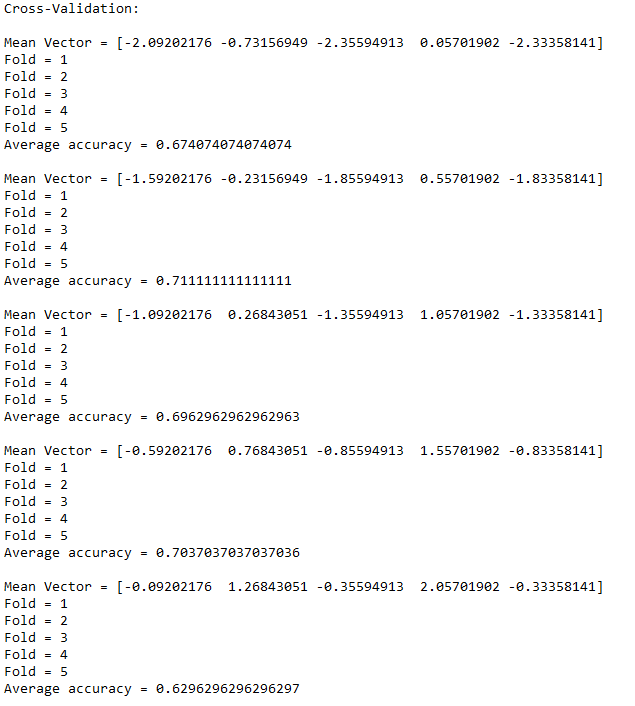 Cross-Validation:
Mean Vector = [-2.09202176 -0.73156949 -2.35594913  0.05701902 -2.33358141]
Fold = 1
Fold = 2
Fold = 3
Fold = 4
Fold = 5
Average accuracy = 0.674074074074074
Mean Vector = [-1.59202176 -0.23156949 -1.85594913  0.55701902 -1.83358141]
Fold = 1
Fold = 2
Fold = 3
Fold = 4
Fold = 5
Average accuracy = 0.711111111111111
Mean Vector = [-1.09202176  0.26843051 -1.35594913  1.05701902 -1.33358141]
Fold = 1
Fold = 2
Fold = 3
Fold = 4
Fold = 5
Average accuracy = 0.6962962962962963
Mean Vector = [-0.59202176  0.76843051 -0.85594913  1.55701902 -0.83358141]
Fold = 1
Fold = 2
Fold = 3
Fold = 4
Fold = 5
Average accuracy = 0.7037037037037036
Mean Vector = [-0.09202176  1.26843051 -0.35594913  2.05701902 -0.33358141]
Fold = 1
Fold = 2
Fold = 3
Fold = 4
Fold = 5
Average accuracy = 0.6296296296296297